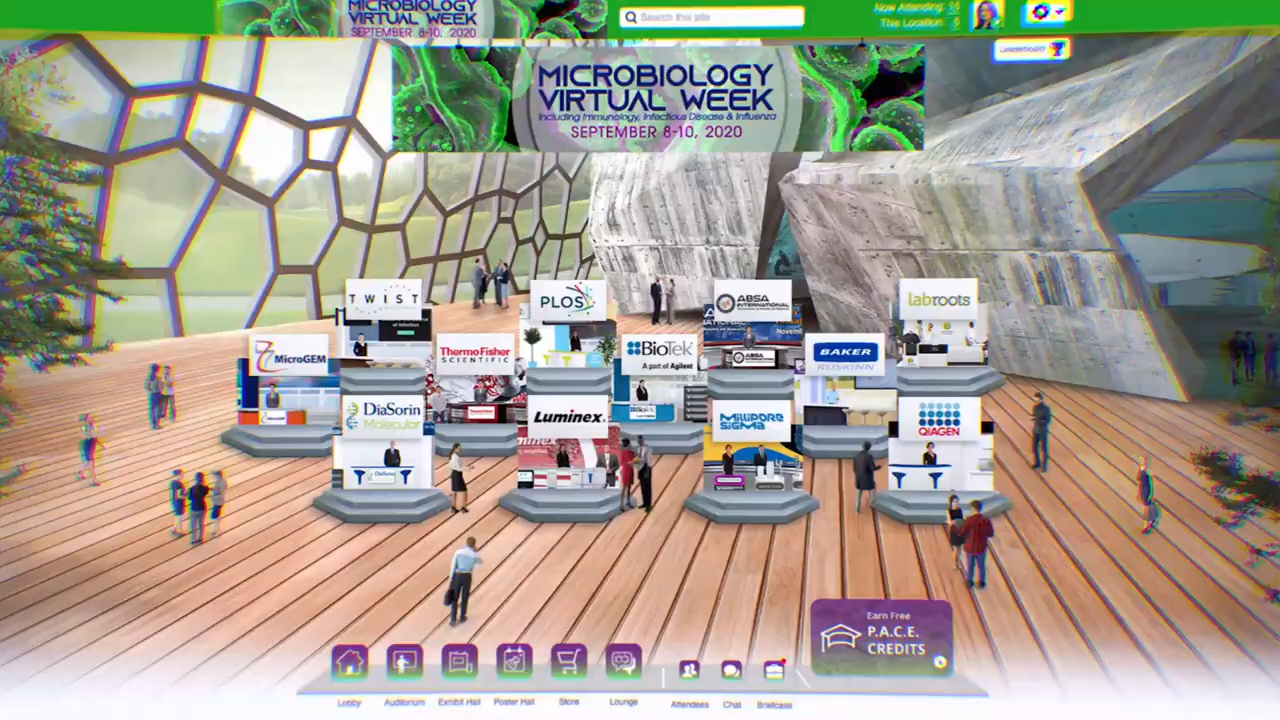 MICROBIOLOGY
VIRTUAL WEEK
SEPTEMBER 8-10, 2020
Search this site
Now Attending:
This Location:
Leaderboard
MICROBIOLOGY
VIRTUAL WEEK
Including Immunology, Infectious Disease & Influenza
SEPTEMBER 8-10, 2020
TWIST
PLOS
ABSA
INTERNATIONAL
labroots
MicroGEM
ThermoFisher
SCIENTIFIC
BioTek
A part of Agilent
BAKER
RUSKINN
ABSA
INTERNATIONAL
DiaSorin
Molecular
Luminex
MILLIPORE
SIGMA
QIAGEN
Earn Free
P.A.C.E.
CREDITS
Lobby
Auditorium
Exhibit Hall
Poster Hall
Store
Lounge
Attendees
Chat
Briefcase